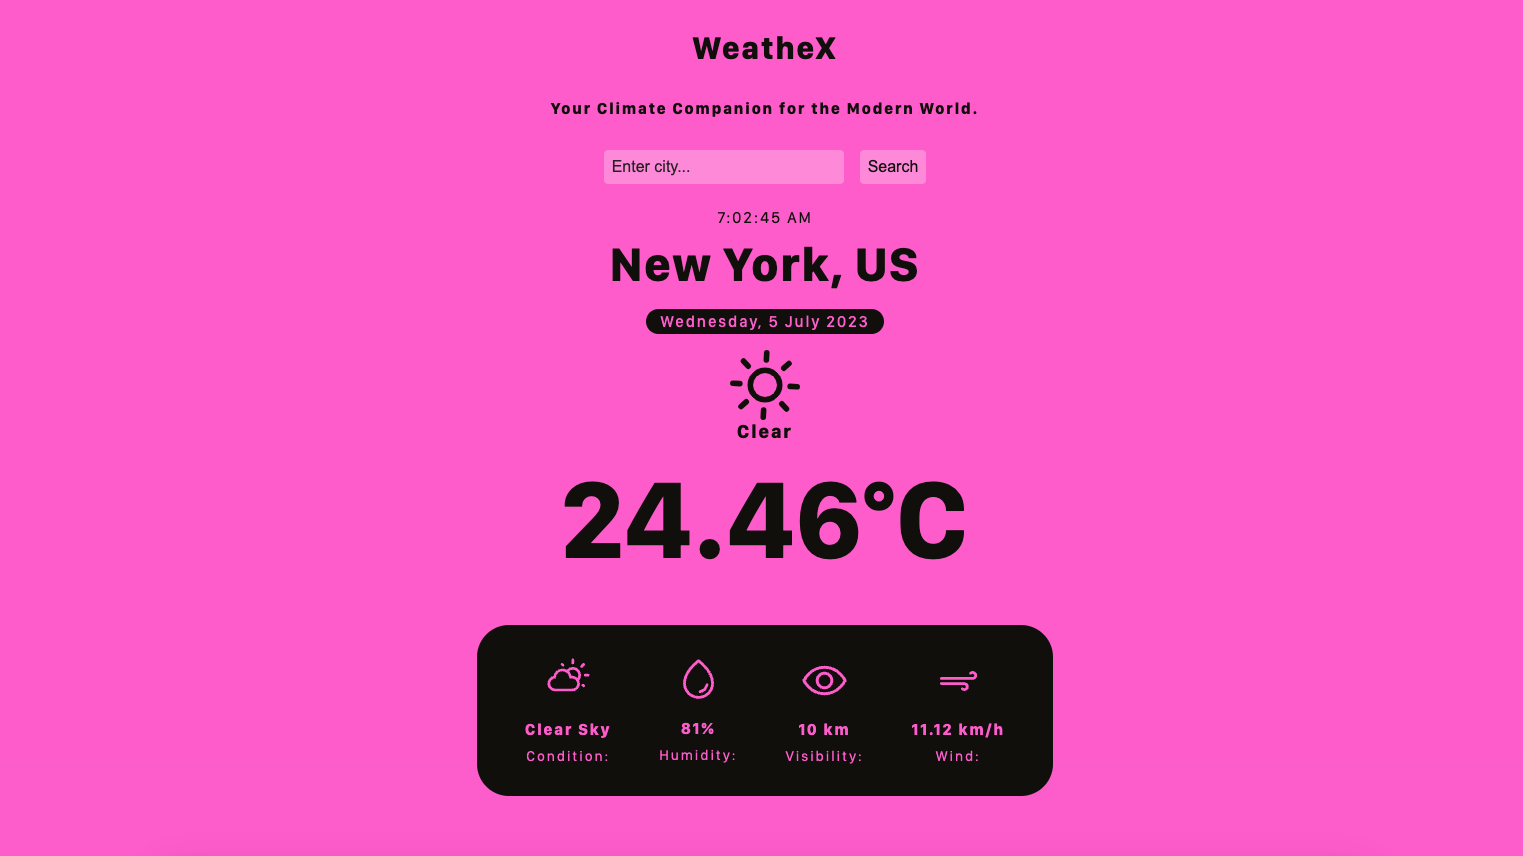 WeatheX
Your Climate Companion for the Modern World.
Enter city... Search
7:02:45 AM
New York, US
Wednesday, 5 July 2023
Clear
24.46°C
Clear Sky 81% 10 km 11.12 km/h
Condition: Humidity: Visibility: Wind: